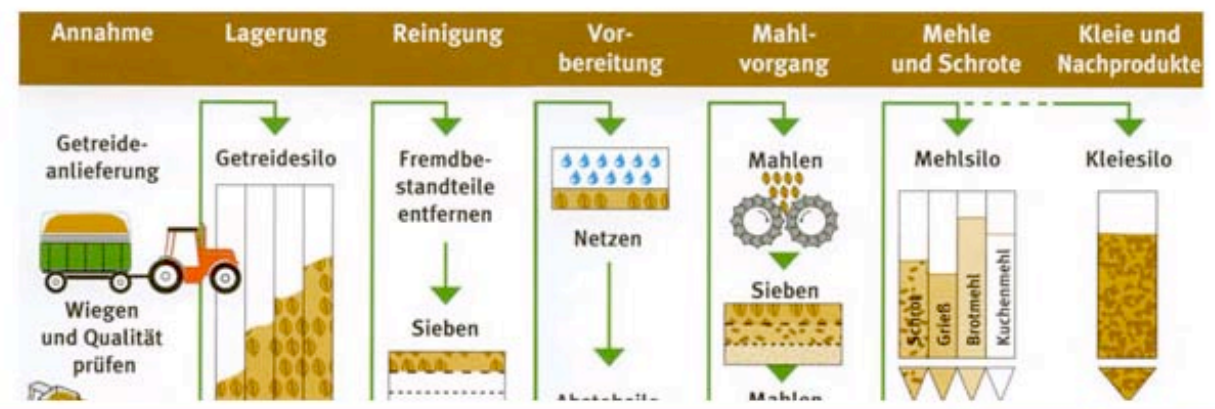 Annahme
Lagerung
Reinigung
Vor-
bereitung
Mahl-
vorgang
Mehle
und Schrote
Kleie und
Nachprodukte
Getreide-
anlieferung
Wiegen
und Qualität
prüfen
Getreidesilo
Fremdbe-
standteile
entfernen
Sieben
Netzen
Mahlen
Sieben
Mahlen
Mehlsilo
Schrot
Grieß
Brotmehl
Kuchenmehl
Kleiesilo